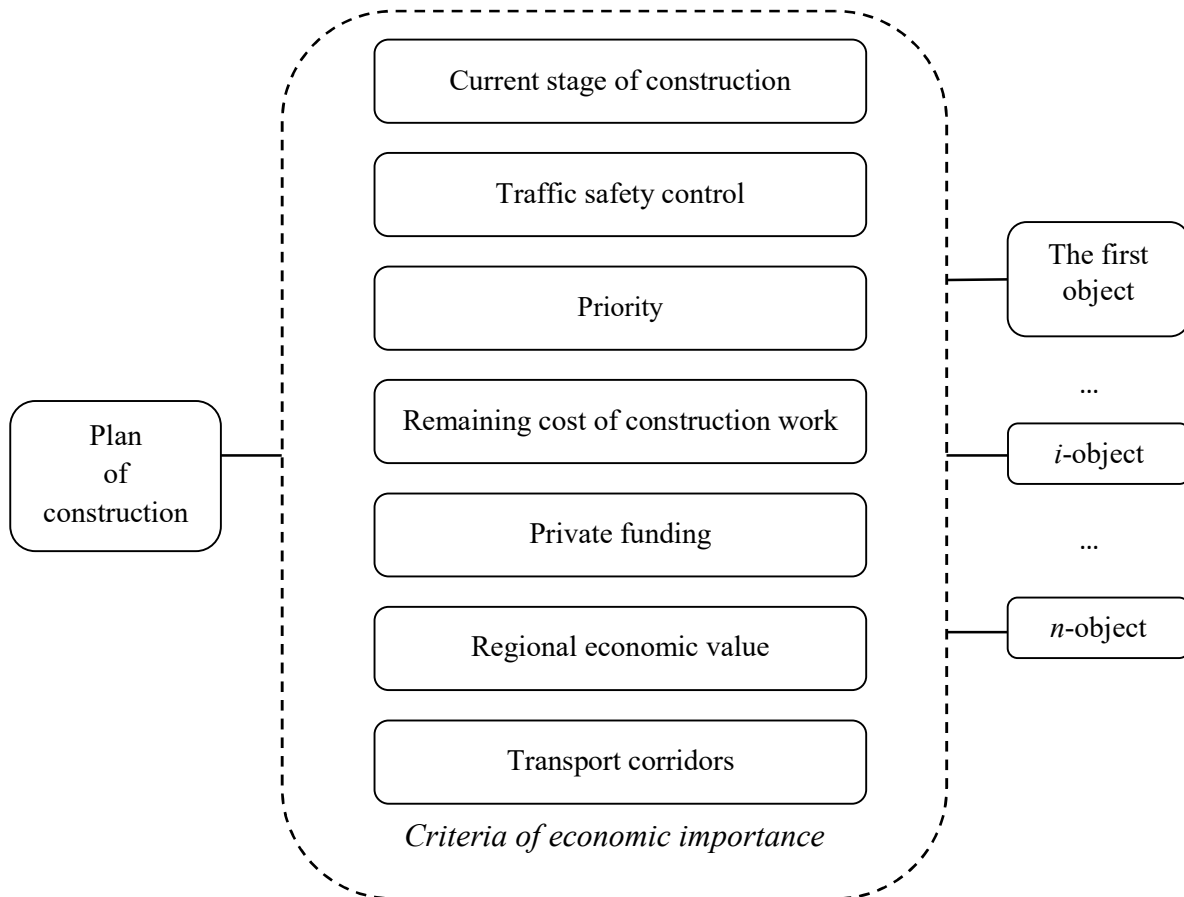 Plan
of
construction
Current stage of construction
Traffic safety control
Priority
Remaining cost of construction work
Private funding
Regional economic value
Transport corridors
Criteria of economic importance
The first
object
...
i-object
...
n-object